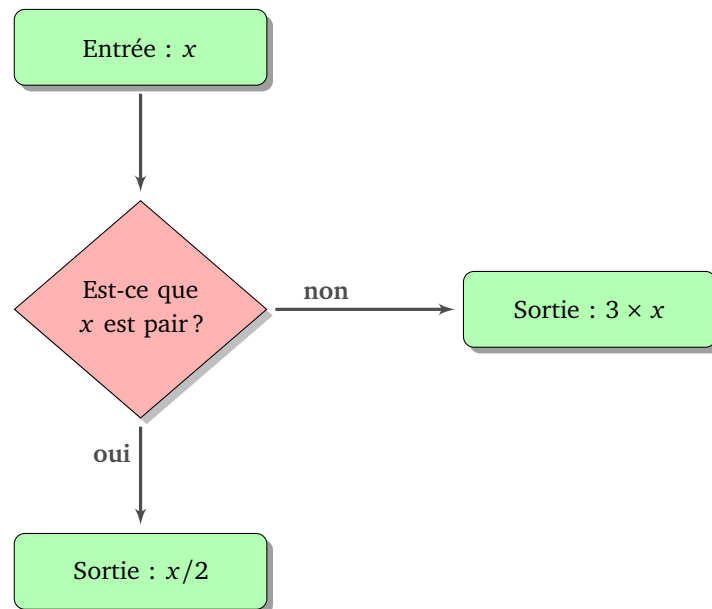 Entrée : x
Est-ce que
x est pair ?
non
Sortie : 3 × x
oui
Sortie : x/2